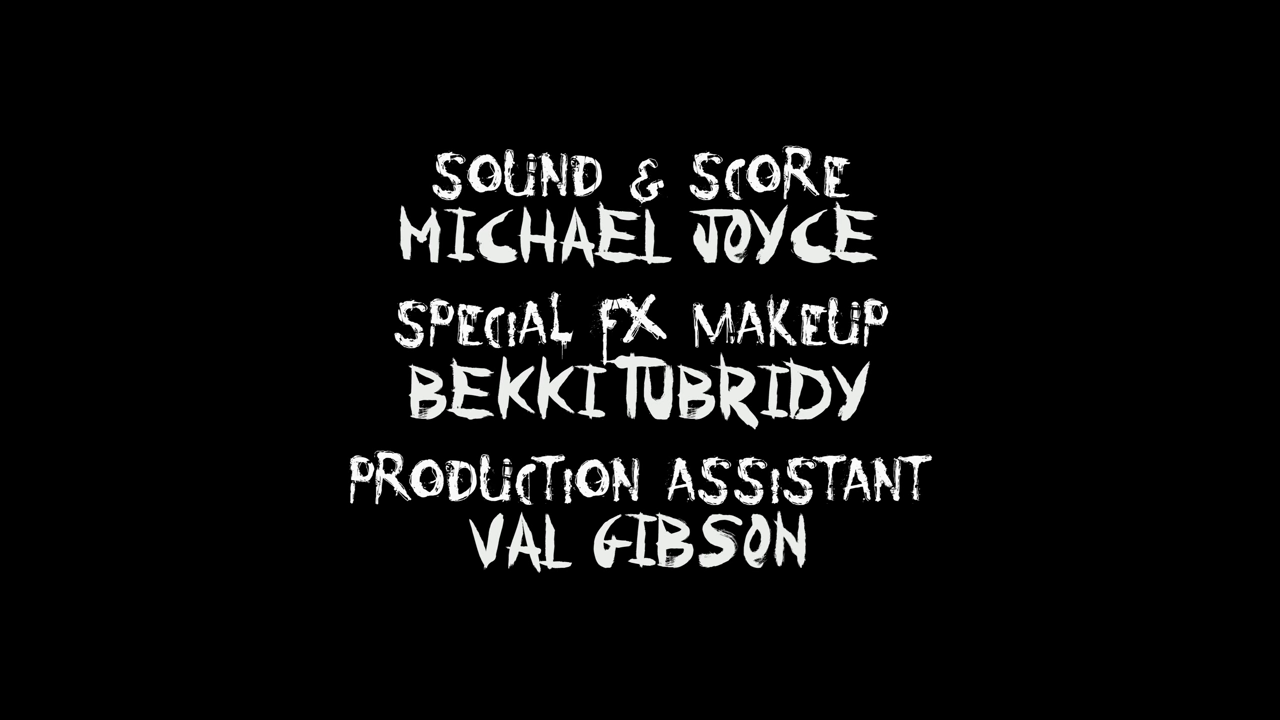 SOUND & SCORE
MICHAEL JOYCE
SPECIAL FX MAKEUP
BEKKI TUBRIDY
PRODUCTION ASSISTANT
VAL GIBSON